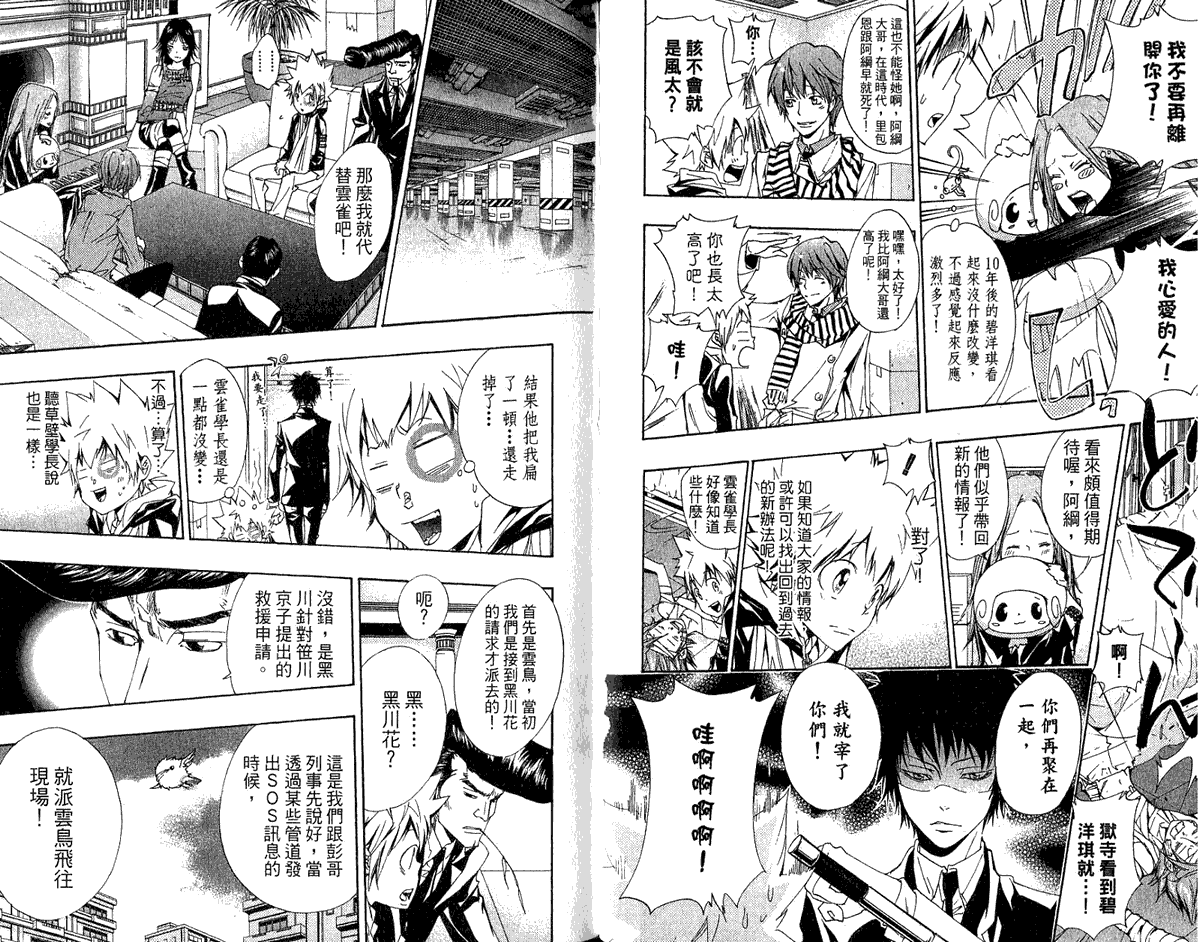 我不要再離
開你了！
我心愛的人！
10年後的碧洋琪看
起來沒什麼改變，
不過感覺起來反應
激烈多了！
這也不能怪她啊，阿綱
大哥，在這時代，里包
恩跟阿綱早就死了！
你…
該不會就
是風太？
嘿嘿，太好了！
我比阿綱大哥還
高了呢！
你也長太
高了吧！
哇！
看來頗值得期
待喔，阿綱，
他們似乎帶回
新的情報了！
！
對了！
如果知道大家的情報
或許可以找出回到過去
的新辦法呢！
雲雀學長
好像知道
些什麼！
啊！
獄寺看到碧
洋琪就……！
你們再聚在
一起，
我就宰了
你們！
哇啊啊啊啊！
……
那麼我就代
替雲雀吧！
結果他把我扁
了一頓…還走
掉了…
算了！
我要走了
雲雀學長還是
一點都沒變…
不過…算了…
聽草壁學長說
也是一樣…
首先是雲鳥，當初
我們是接到黑川花
的請求才派去的！
呃？
黑……
黑川花？
沒錯，是黑
川針對笹川
京子提出的
救援申請。
這是我們跟彭哥
列事先說好，當
透過某些管道發
出SOS訊息的
時候，
就派雲鳥飛往
現場！